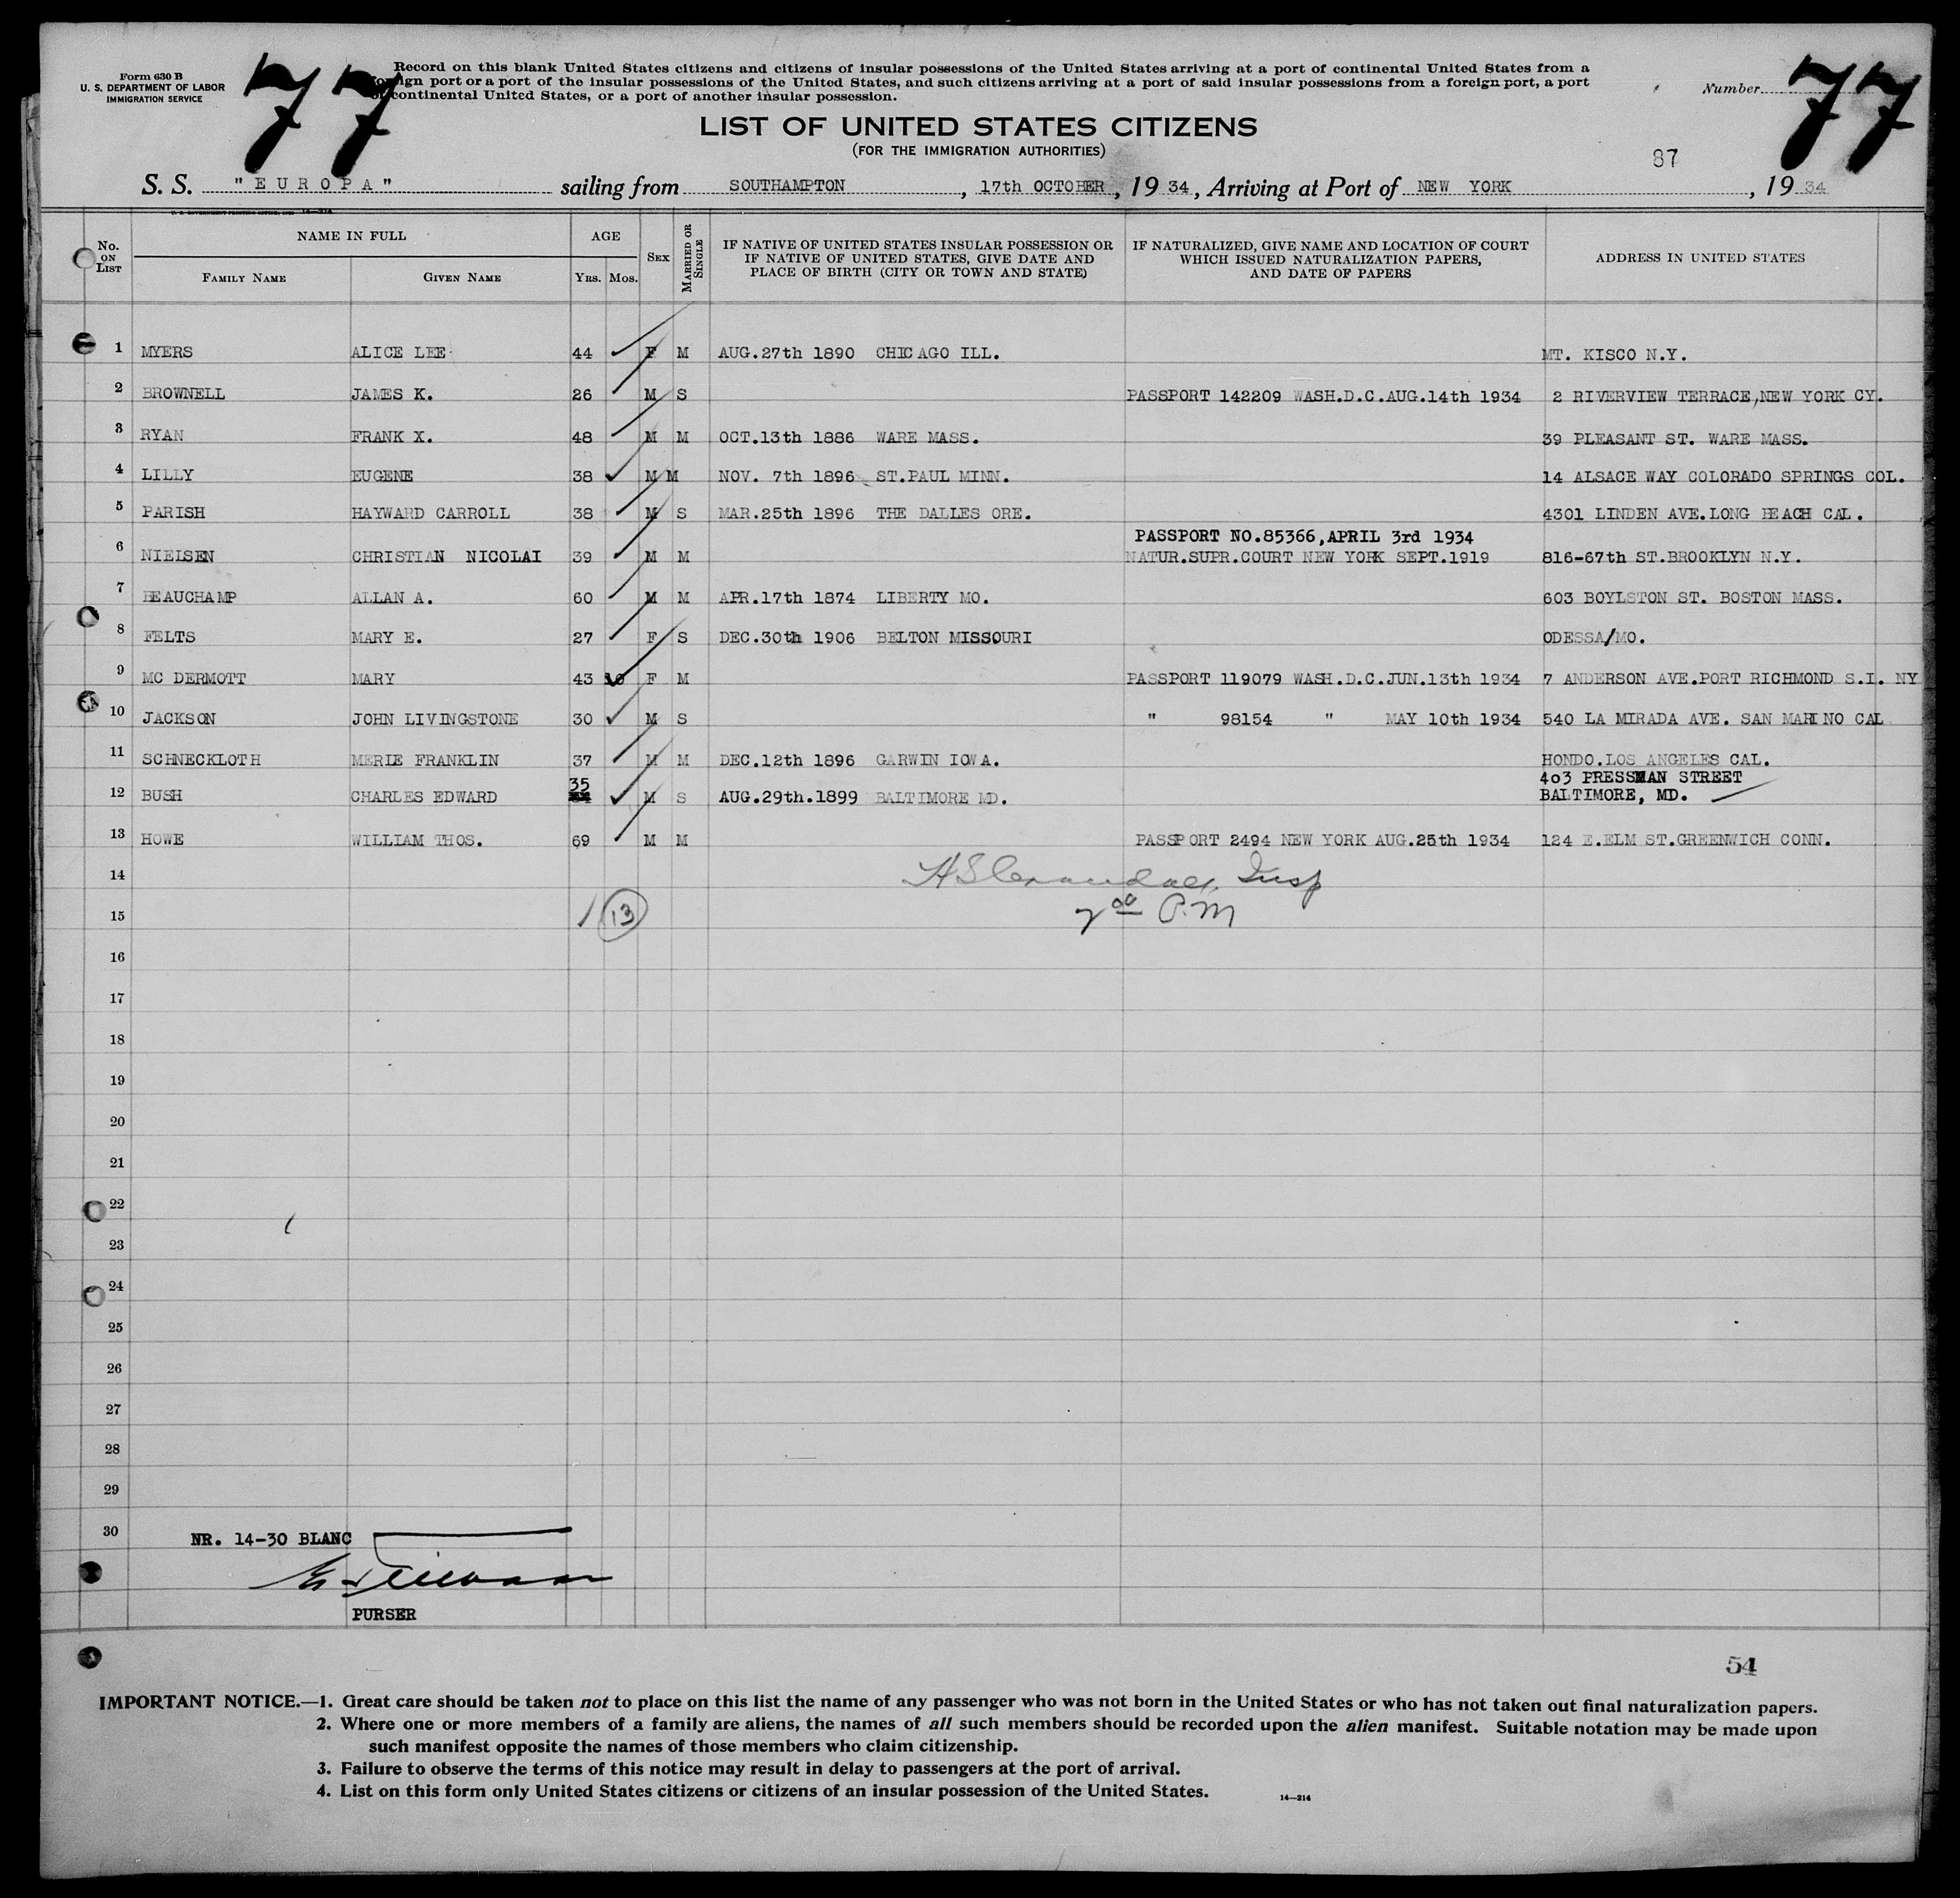 Form 630 B
U. S. DEPARTMENT OF LABOR
IMMIGRATION SERVICE
77
Record on this blank United States citizens and citizens of insular possessions of the United States arriving at a port of continental United States from a
foreign port or a port of the insular possessions of the United States, and such citizens arriving at a port of said insular possessions from a foreign port, a port
of continental United States, or a port of another insular possession.
Number 77
LIST OF UNITED STATES CITIZENS
(FOR THE IMMIGRATION AUTHORITIES)
87
S. S. "EUROPA" sailing from SOUTHAMPTON, 17th OCTOBER, 19 34, Arriving at Port of NEW YORK, 19 34
No. ON LIST
NAME IN FULL
FAMILY NAME GIVEN NAME
AGE
YRS. MOS.
SEX
MARRIED OR SINGLE
IF NATIVE OF UNITED STATES INSULAR POSSESSION OR
IF NATIVE OF UNITED STATES, GIVE DATE AND
PLACE OF BIRTH (CITY OR TOWN AND STATE)
IF NATURALIZED, GIVE NAME AND LOCATION OF COURT
WHICH ISSUED NATURALIZATION PAPERS,
AND DATE OF PAPERS
ADDRESS IN UNITED STATES
1 MYERS ALICE LEE 44 F M AUG.27th 1890 CHICAGO ILL. MT. KISCO N.Y.
2 BROWNELL JAMES K. 26 M S PASSPORT 142209 WASH.D.C.AUG.14th 1934 2 RIVERVIEW TERRACE,NEW YORK CY.
3 RYAN FRANK X. 48 M M OCT.13th 1886 WARE MASS. 39 PLEASANT ST. WARE MASS.
4 LILLY EUGENE 38 M M NOV. 7th 1896 ST.PAUL MINN. 14 ALSACE WAY COLORADO SPRINGS COL.
5 PARISH HAYWARD CARROLL 38 M S MAR.25th 1896 THE DALLES ORE. 4301 LINDEN AVE.LONG BEACH CAL.
PASSPORT NO.85366,APRIL 3rd 1934
6 NIELSEN CHRISTIAN NICOLAI 39 M M NATUR.SUPR.COURT NEW YORK SEPT.1919 816-67th ST.BROOKLYN N.Y.
7 BEAUCHAMP ALLAN A. 60 M M APR.17th 1874 LIBERTY MO. 603 BOYLSTON ST. BOSTON MASS.
8 FELTS MARY E. 27 F S DEC.30th 1906 BELTON MISSOURI ODESSA/MO.
9 MC DERMOTT MARY 43 10 F M PASSPORT 119079 WASH.D.C.JUN.13th 1934 7 ANDERSON AVE.PORT RICHMOND S.I. NY
10 JACKSON JOHN LIVINGSTONE 30 M S " 98154 " MAY 10th 1934 540 LA MIRADA AVE. SAN MARINO CAL
11 SCHNECKLOTH MERLE FRANKLIN 37 M M DEC.12th 1896 GARWIN IOWA. HONDO.LOS ANGELES CAL.
35 403 PRESSMAN STREET
12 BUSH CHARLES EDWARD M S AUG.29th.1899 BALTIMORE MD. BALTIMORE, MD.
13 HOWE WILLIAM THOS. 69 M M PASSPORT 2494 NEW YORK AUG.25th 1934 124 E.ELM ST.GREENWICH CONN.
14 Insp
15 13 7 00 P.M
16
17
18
19
20
21
22
23
24
25
26
27
28
29
30 NR. 14-30 BLANC
PURSER
54
IMPORTANT NOTICE.—1. Great care should be taken not to place on this list the name of any passenger who was not born in the United States or who has not taken out final naturalization papers.
2. Where one or more members of a family are aliens, the names of all such members should be recorded upon the alien manifest. Suitable notation may be made upon
such manifest opposite the names of those members who claim citizenship.
3. Failure to observe the terms of this notice may result in delay to passengers at the port of arrival.
4. List on this form only United States citizens or citizens of an insular possession of the United States.
14—214